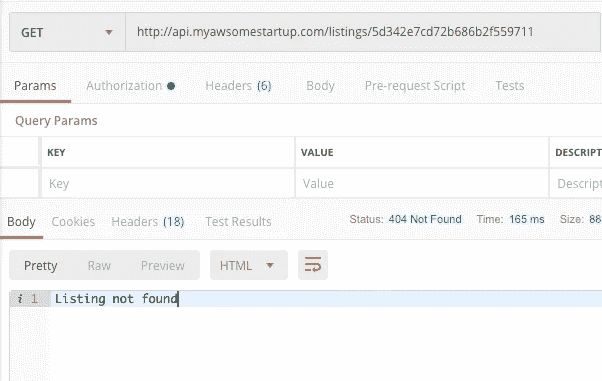 GET http://api.myawsomestartup.com/listings/5d342e7cd72b686b2f559711
Params Authorization Headers (6) Body Pre-request Script Tests
Query Params
KEY VALUE DESCRIPT
Key Value Descript
Body Cookies Headers (18) Test Results Status: 404 Not Found Time: 165 ms Size: 88
Pretty Raw Preview HTML
i 1 Listing not found